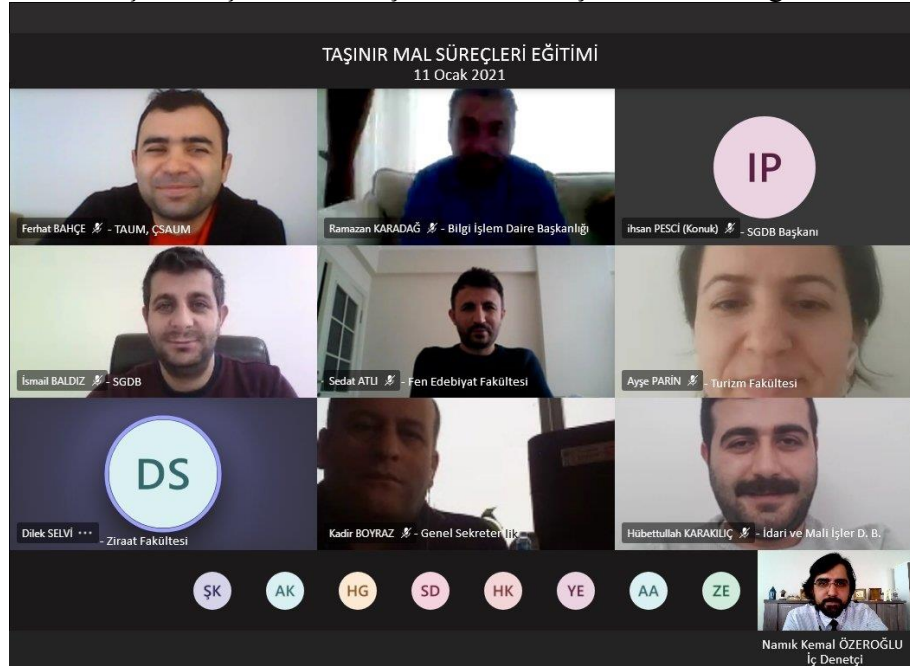 TAŞINIR MAL SÜREÇLERİ EĞİTİMİ
11 Ocak 2021
Ferhat BAHÇE - TAUM, ÇSAUM
Ramazan KARADAĞ - Bilgi İşlem Daire Başkanlığı
IP
ihsan PESCİ (Konuk) - SGDB Başkanı
İsmail BALDIZ - SGDB
Sedat ATLI - Fen Edebiyat Fakültesi
Ayşe PARİN - Turizm Fakültesi
DS
Dilek SELVİ ··· - Ziraat Fakültesi
Kadir BOYRAZ - Genel Sekreterlik
Hübettullah KARAKILIÇ - İdari ve Mali İşler D. B.
ŞK AK HG SD HK YE AA ZE
Namık Kemal ÖZEROĞLU
İç Denetçi